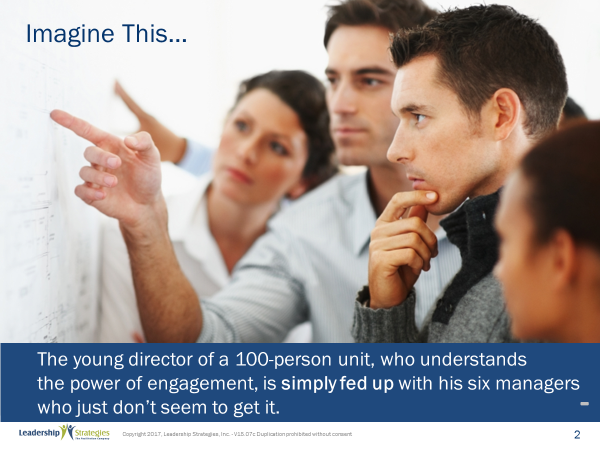 Imagine This...
The young director of a 100-person unit, who understands
the power of engagement, is simply fed up with his six managers
who just don't seem to get it.
Leadership Strategies
The Facilitation Company
Copyright 2017, Leadership Strategies, Inc. - V15.07c Duplication prohibited without consent
2